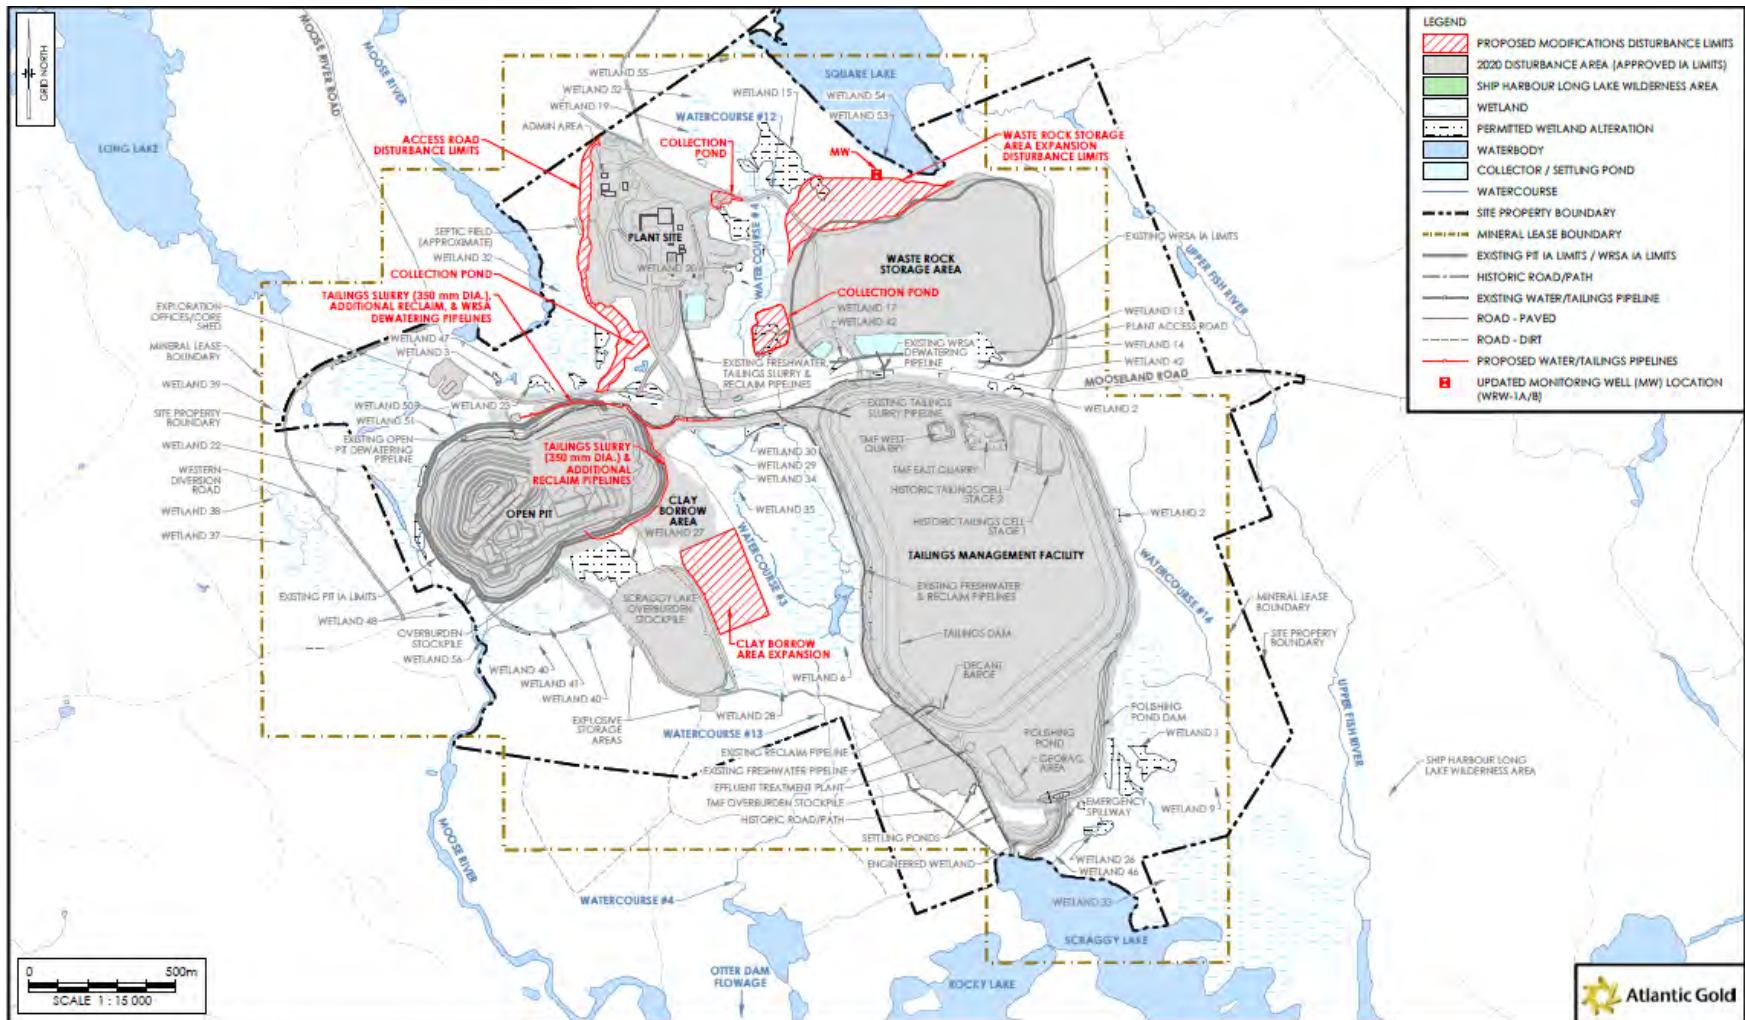 GRID NORTH
MOOSE RIVER ROAD
MOOSE RIVER
LONG LAKE
WETLAND 55
WETLAND 52
WETLAND 19
ADMIN AREA
WATERCOURSE #12
WETLAND 15
SQUARE LAKE
WETLAND 54
WETLAND 53
ACCESS ROAD
DISTURBANCE LIMITS
COLLECTION
POND
MW
WASTE ROCK STORAGE
AREA EXPANSION
DISTURBANCE LIMITS
SEPTIC FIELD
(APPROXIMATE)
WETLAND 32
PLANT SITE
WETLAND 20
WATERCOURSE #4
WASTE ROCK
STORAGE AREA
EXISTING WRSA IA LIMITS
UPPER FISH RIVER
COLLECTION POND
TAILINGS SLURRY (350 mm DIA.),
ADDITIONAL RECLAIM, & WRSA
DEWATERING PIPELINES
COLLECTION POND
WETLAND 17
WETLAND 42
EXPLORATION
OFFICES/CORE
SHED
WETLAND 47
WETLAND 3
MINERAL LEASE
BOUNDARY
WETLAND 39
SITE PROPERTY
BOUNDARY
WETLAND 22
WESTERN
DIVERSION
ROAD
WETLAND 38
WETLAND 37
EXISTING FRESHWATER,
TAILINGS SLURRY &
RECLAIM PIPELINES
EXISTING WRSA
DEWATERING
PIPELINE
WETLAND 13
PLANT ACCESS ROAD
WETLAND 14
WETLAND 42
MOOSELAND ROAD
WETLAND 2
WETLAND 50
WETLAND 23
WETLAND 51
EXISTING OPEN
PIT DEWATERING
PIPELINE
TAILINGS SLURRY
(350 mm DIA.) &
ADDITIONAL
RECLAIM PIPELINES
OPEN PIT
CLAY
BORROW
AREA
WETLAND 27
WETLAND 30
WETLAND 29
WETLAND 34
WETLAND 35
WATERCOURSE #3
EXISTING TAILINGS
SLURRY PIPELINE
TMF WEST
QUARRY
TMF EAST QUARRY
HISTORIC TAILINGS CELL
STAGE 2
HISTORIC TAILINGS CELL
STAGE 1
TAILINGS MANAGEMENT FACILITY
EXISTING FRESHWATER
& RECLAIM PIPELINES
TAILINGS DAM
DECANT
BARGE
WETLAND 2
WATERCOURSE #16
MINERAL LEASE
BOUNDARY
SITE PROPERTY
BOUNDARY
EXISTING PIT IA LIMITS
WETLAND 48
OVERBURDEN
STOCKPILE
WETLAND 56
SCRAGGY LAKE
OVERBURDEN
STOCKPILE
CLAY BORROW
AREA EXPANSION
WETLAND 6
WETLAND 40
WETLAND 41
WETLAND 40
EXPLOSIVE
STORAGE
AREAS
WETLAND 28
WATERCOURSE #13
EXISTING RECLAIM PIPELINE
EXISTING FRESHWATER PIPELINE
EFFLUENT TREATMENT PLANT
TMF OVERBURDEN STOCKPILE
HISTORIC ROAD/PATH
SETTLING PONDS
ENGINEERED WETLAND
POLISHING
POND
GEOBAG
AREA
POLISHING
POND DAM
WETLAND 1
EMERGENCY
SPILLWAY
WETLAND 9
WETLAND 26
WETLAND 46
WETLAND 33
SCRAGGY LAKE
UPPER FISH RIVER
SHIP HARBOUR LONG
LAKE WILDERNESS AREA
MOOSE RIVER
WATERCOURSE #4
OTTER DAM
FLOWAGE
ROCKY LAKE
0 500m
SCALE 1 : 15 000
LEGEND
PROPOSED MODIFICATIONS DISTURBANCE LIMITS
2020 DISTURBANCE AREA (APPROVED IA LIMITS)
SHIP HARBOUR LONG LAKE WILDERNESS AREA
WETLAND
PERMITTED WETLAND ALTERATION
WATERBODY
COLLECTOR / SETTLING POND
WATERCOURSE
SITE PROPERTY BOUNDARY
MINERAL LEASE BOUNDARY
EXISTING PIT IA LIMITS / WRSA IA LIMITS
HISTORIC ROAD/PATH
EXISTING WATER/TAILINGS PIPELINE
ROAD - PAVED
ROAD - DIRT
PROPOSED WATER/TAILINGS PIPELINES
UPDATED MONITORING WELL (MW) LOCATION
(WRW-1A/B)
Atlantic Gold